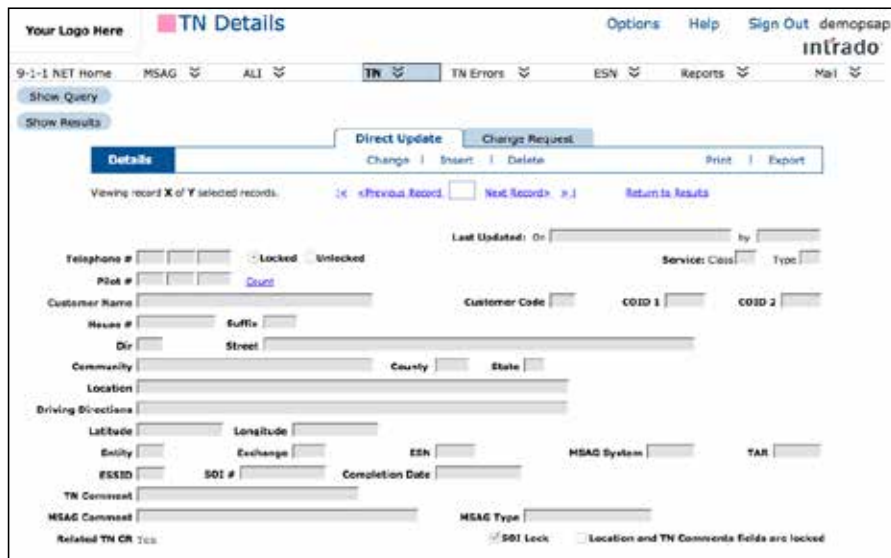 Your Logo Here TN Details Options Help Sign Out demopsap
intrado
9-1-1 NET Home MSAG ALI TN TN Errors ESN Reports Mail
Show Query
Show Results
Direct Update Change Request
Details Change | Insert | Delete Print | Export
Viewing record X of Y selected records. |< <Previous Record Next Record> >| Return to Results
Last Updated: On by
Telephone # Locked Unlocked Service: Class Type
Pilot # Count
Customer Name Customer Code COID 1 COID 2
House # Suffix
Dir Street
Community County State
Location
Driving Directions
Latitude Longitude
Entity Exchange ESN MSAG System TAR
ESSID SOI # Completion Date
TN Comment
MSAG Comment MSAG Type
Related TN CR Yes SOI Lock Location and TN Comments fields are locked